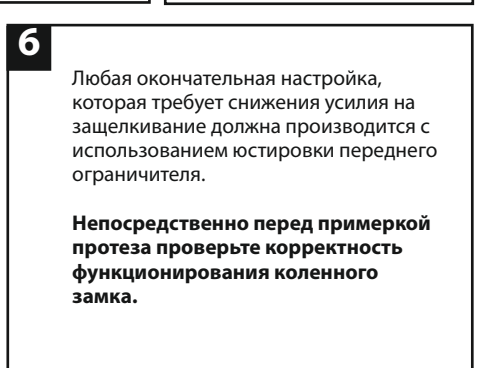 6
Любая окончательная настройка,
которая требует снижения усилия на
защелкивание должна производится с
использованием юстировки переднего
ограничителя.
Непосредственно перед примеркой
протеза проверьте корректность
функционирования коленного
замка.